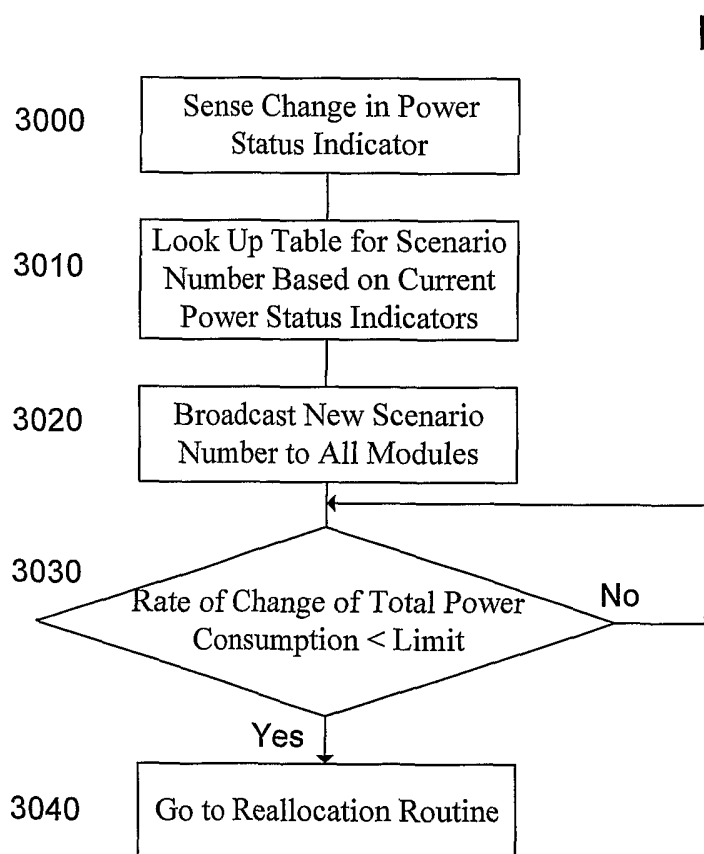 3000
Sense Change in Power
Status Indicator
3010
Look Up Table for Scenario
Number Based on Current
Power Status Indicators
3020
Broadcast New Scenario
Number to All Modules
3030
Rate of Change of Total Power
Consumption < Limit
No
Yes
3040
Go to Reallocation Routine